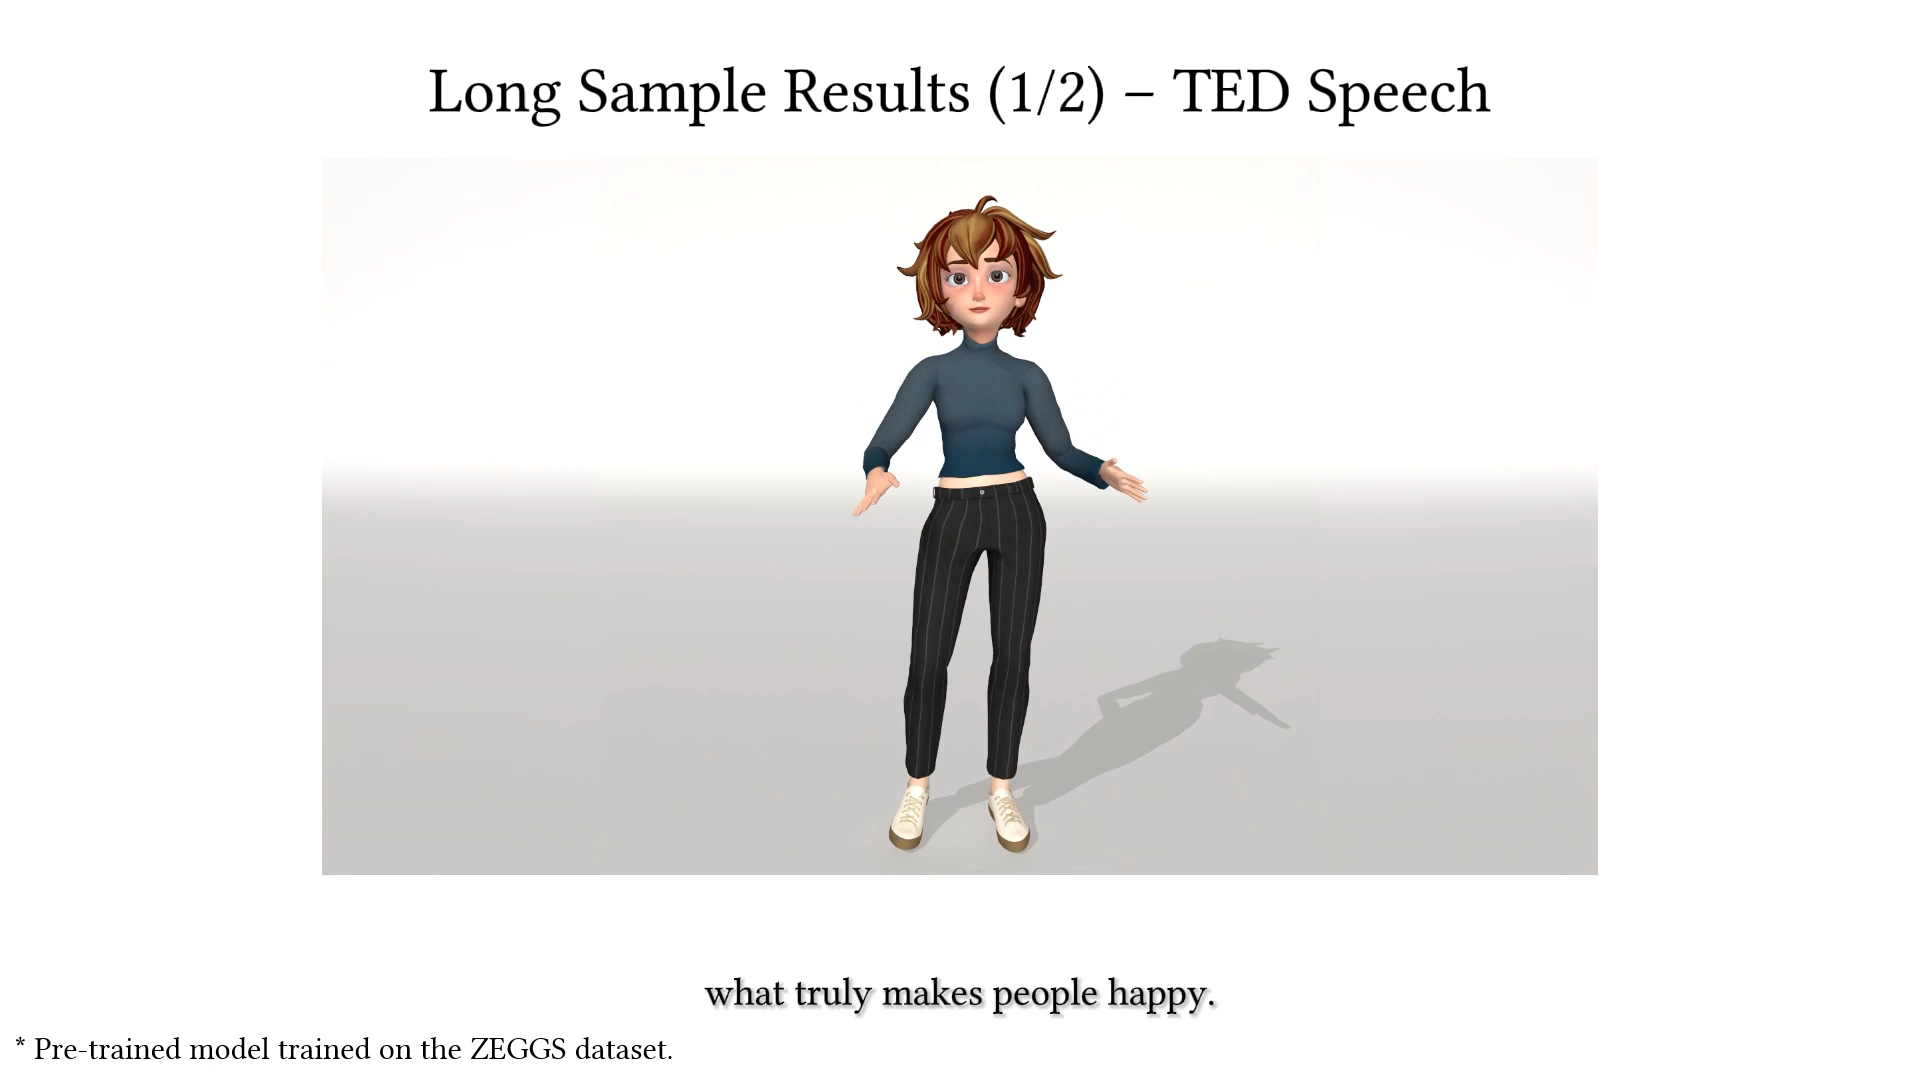 Long Sample Results (1/2) – TED Speech
what truly makes people happy.
* Pre-trained model trained on the ZEGGS dataset.